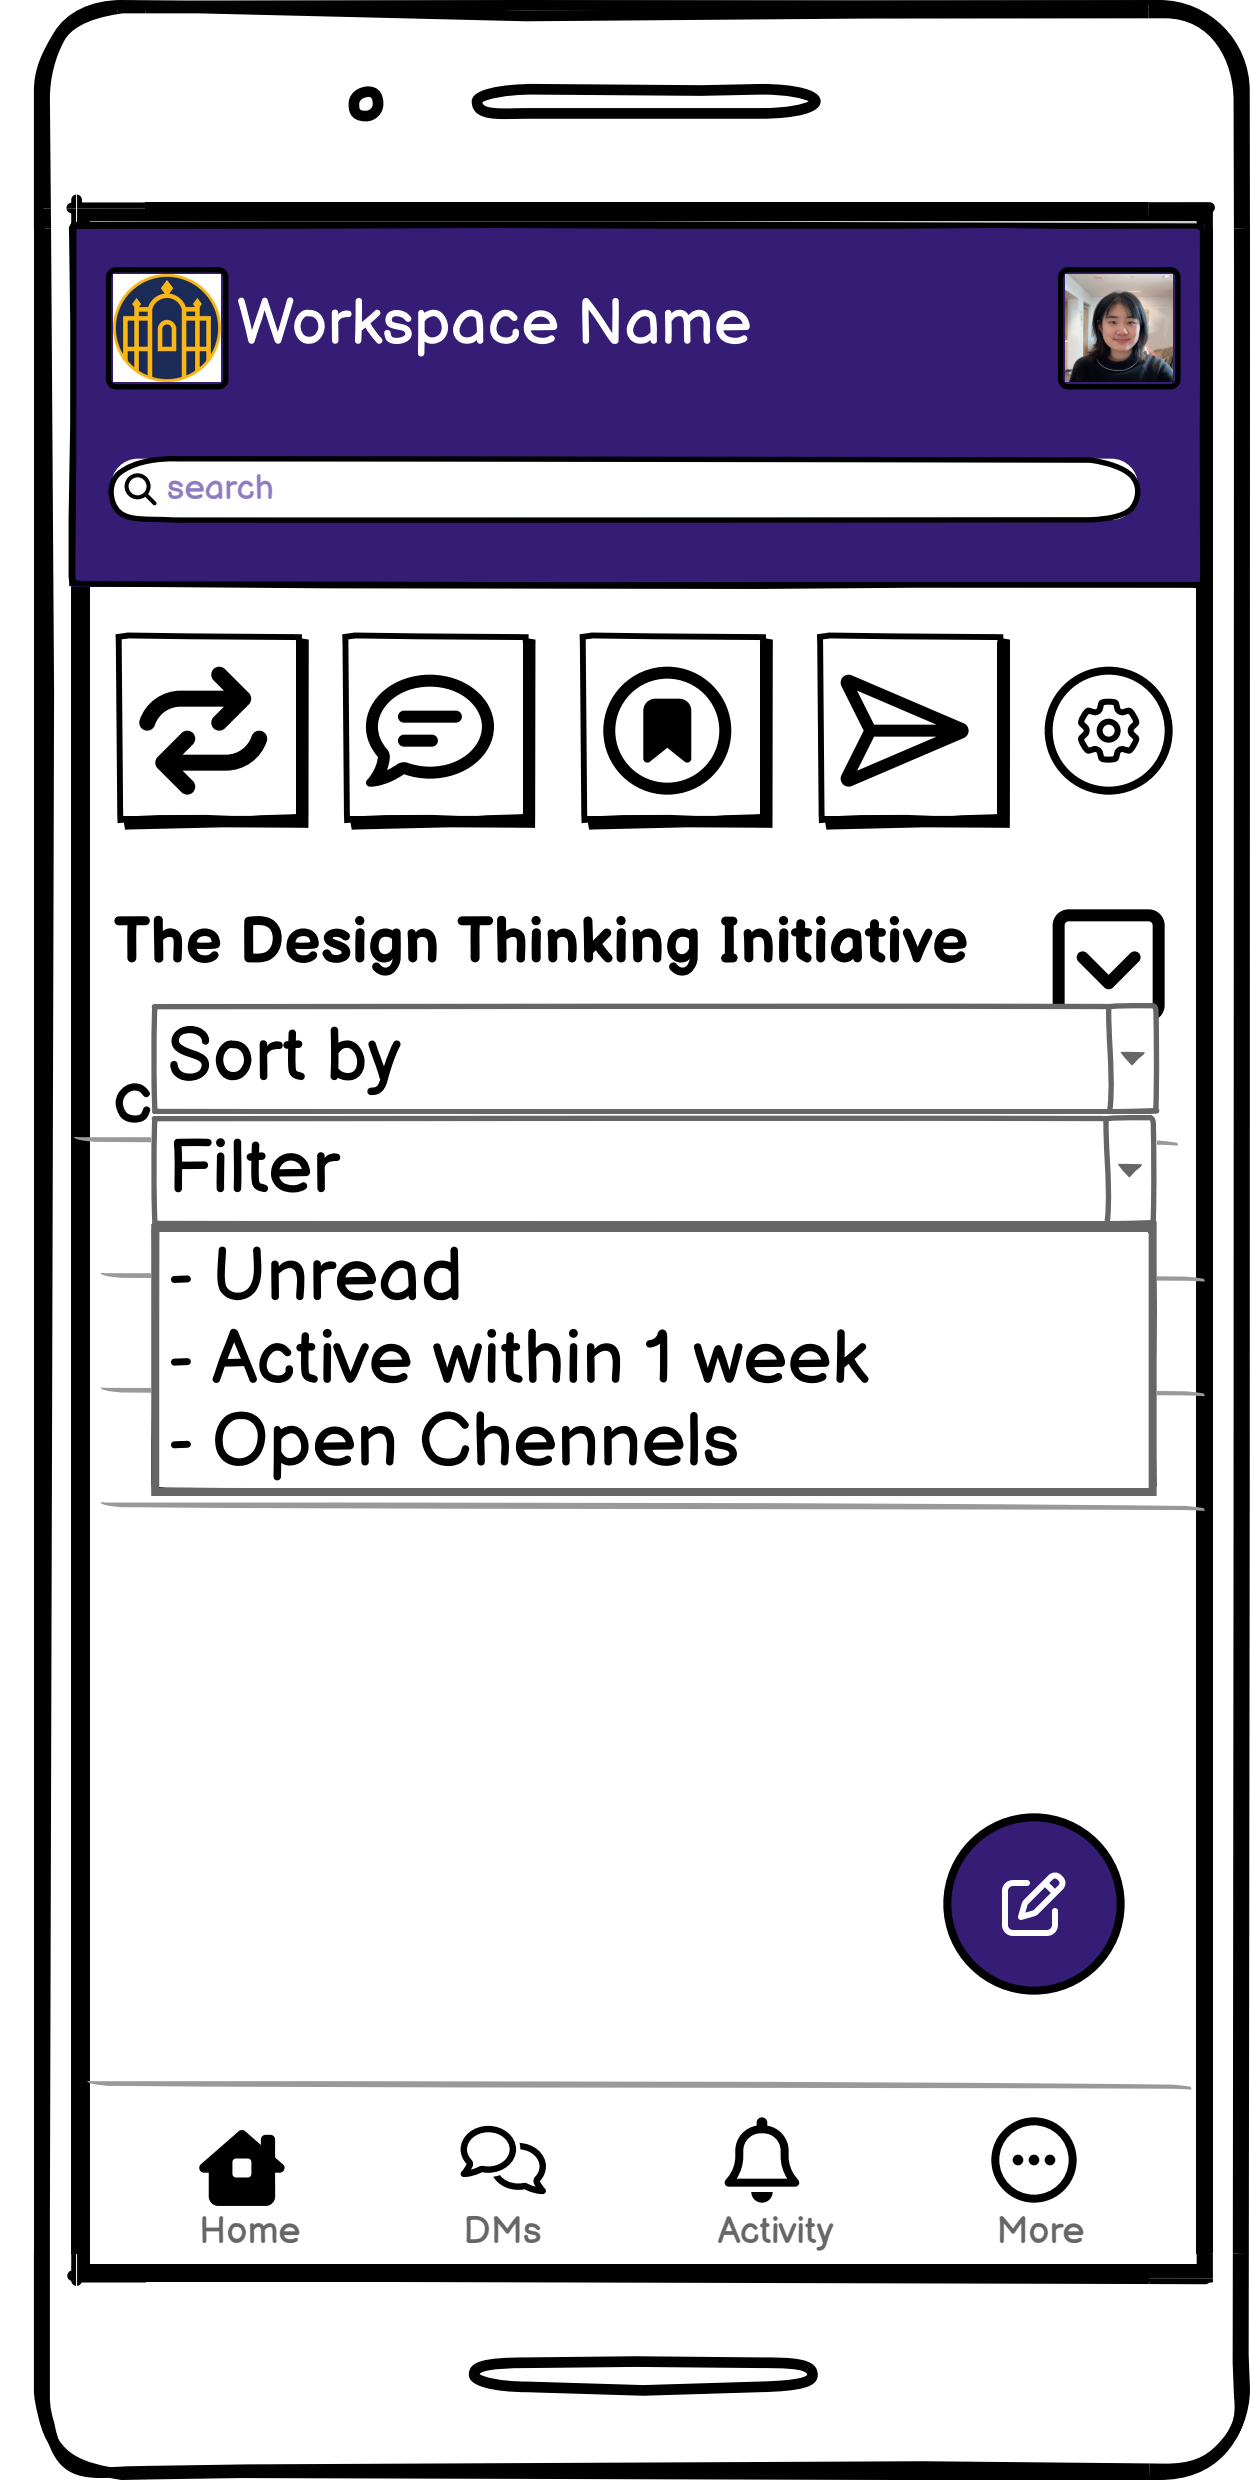 Workspace Name
search
The Design Thinking Initiative
Sort by
C
Filter
- Unread
- Active within 1 week
- Open Chennels
Home
DMs
Activity
More